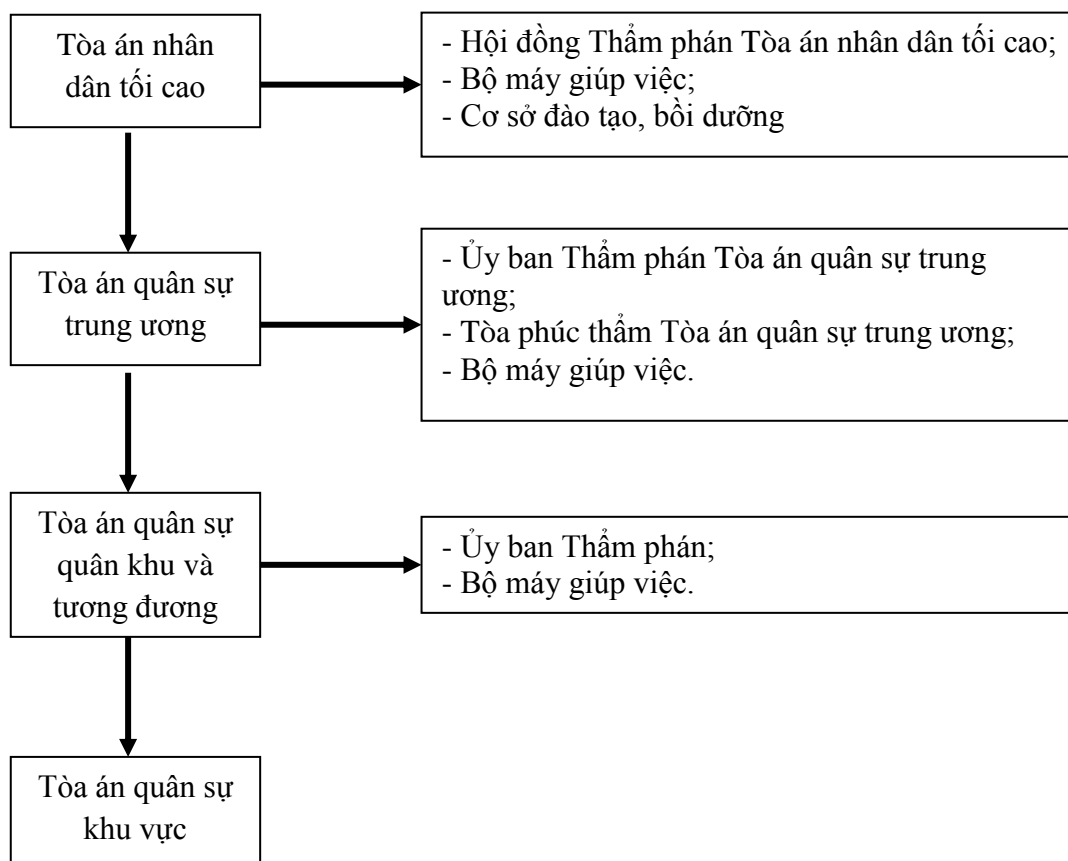 Tòa án nhân
dân tối cao
- Hội đồng Thẩm phán Tòa án nhân dân tối cao;
- Bộ máy giúp việc;
- Cơ sở đào tạo, bồi dưỡng
Tòa án quân sự
trung ương
- Ủy ban Thẩm phán Tòa án quân sự trung
ương;
- Tòa phúc thẩm Tòa án quân sự trung ương;
- Bộ máy giúp việc.
Tòa án quân sự
quân khu và
tương đương
- Ủy ban Thẩm phán;
- Bộ máy giúp việc.
Tòa án quân sự
khu vực